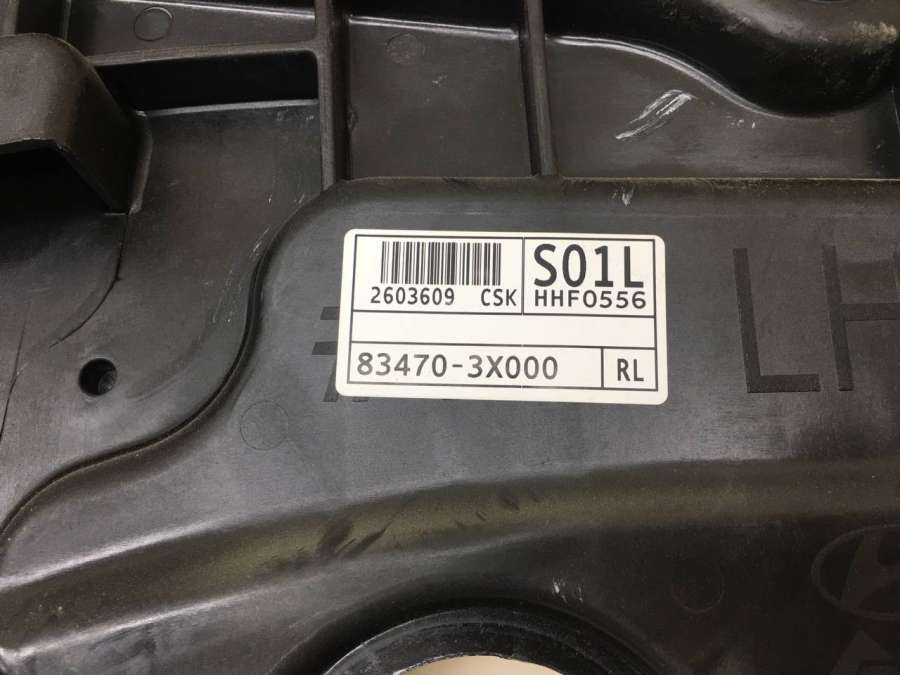 2603609 CSK
S01L
HHF0556
83470-3X000
RL
LH